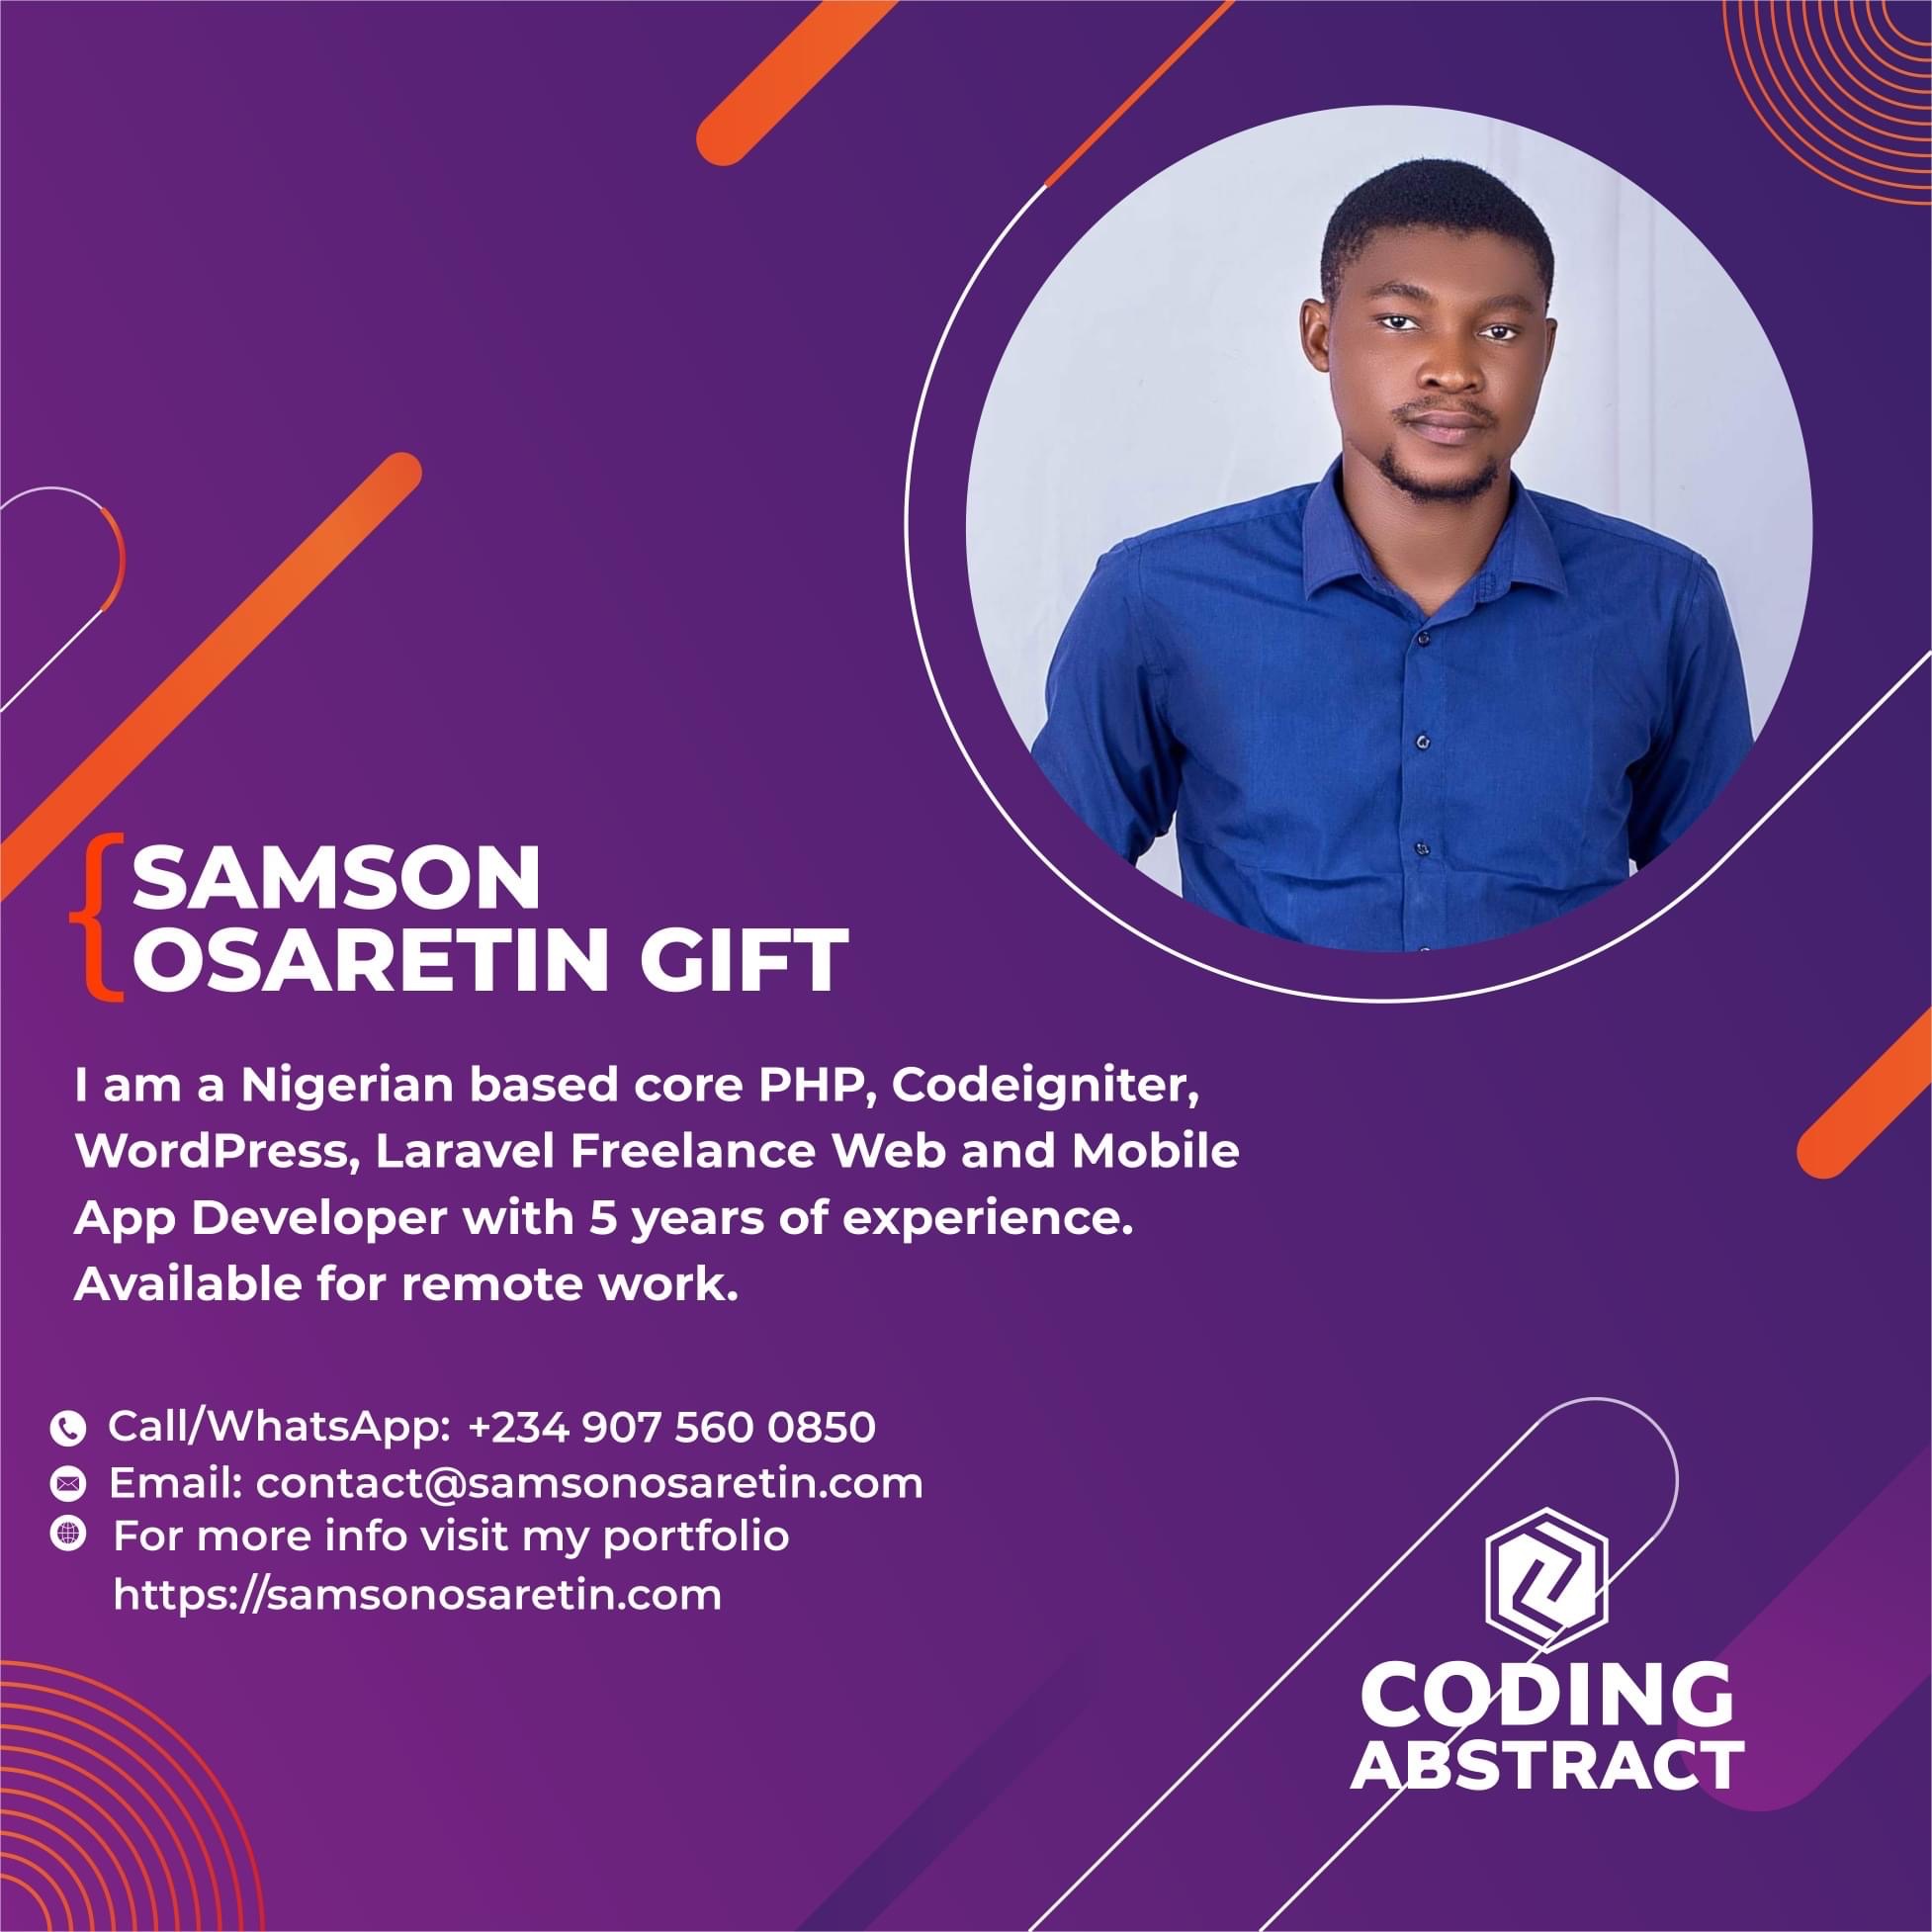 SAMSON
OSARETIN GIFT
I am a Nigerian based core PHP, Codeigniter,
WordPress, Laravel Freelance Web and Mobile
App Developer with 5 years of experience.
Available for remote work.
Call/WhatsApp: +234 907 560 0850
Email: contact@samsonosaretin.com
For more info visit my portfolio
https://samsonosaretin.com
CODING
ABSTRACT